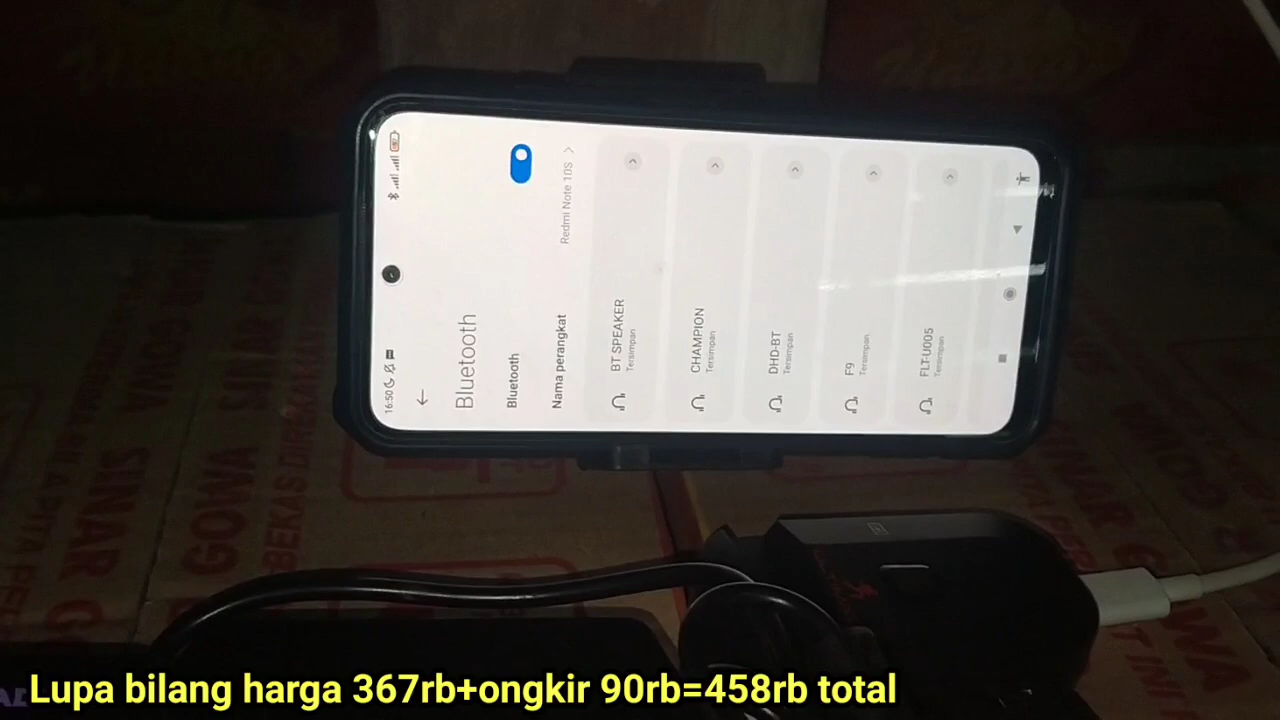 16:50
Bluetooth
Bluetooth
Nama perangkat
Redmi Note 10S
BT SPEAKER
Tersimpan
CHAMPION
Tersimpan
DHD-BT
Tersimpan
F9
Tersimpan
FLT-U005
Tersimpan
SINAR
GOWA
BEKAS
Lupa bilang harga 367rb+ongkir 90rb=458rb total